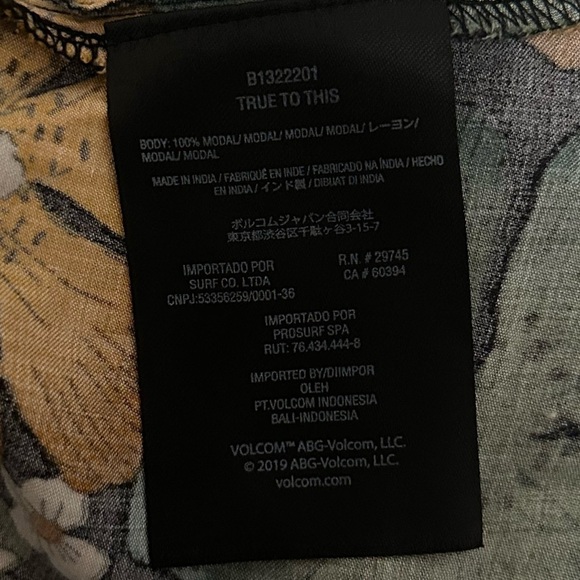 B1322201
TRUE TO THIS
BODY: 100% MODAL/ MODAL/ MODAL/ MODAL/ レーヨン/
MODAL/ MODAL
MADE IN INDIA / FABRIQUÉ EN INDE / FABRICADO NA ÍNDIA / HECHO
EN INDIA / インド製 / DIBUAT DI INDIA
ボルコムジャパン合同会社
東京都渋谷区千駄ヶ谷3-15-7
IMPORTADO POR
SURF CO. LTDA
CNPJ:53356259/0001-36
R.N. # 29745
CA # 60394
IMPORTADO POR
PROSURF SPA
RUT: 76.434.444-8
IMPORTED BY/DIIMPOR
OLEH
PT.VOLCOM INDONESIA
BALI-INDONESIA
VOLCOM™ ABG-Volcom, LLC.
© 2019 ABG-Volcom, LLC.
volcom.com